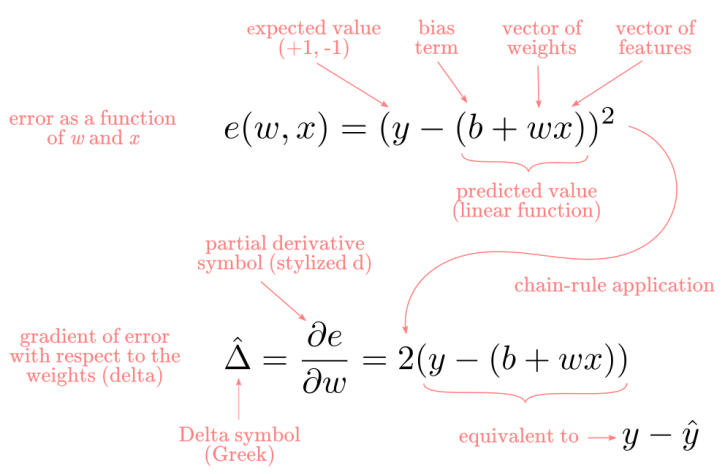 expected value
(+1, -1)
bias
term
vector of
weights
vector of
features
error as a function
of w and x
e(w, x) = (y − (b + wx))²
predicted value
(linear function)
partial derivative
symbol (stylized d)
chain-rule application
gradient of error
with respect to the
weights (delta)
Δ̂ = ∂e/∂w = 2(y − (b + wx))
Delta symbol
(Greek)
equivalent to
y − ŷ